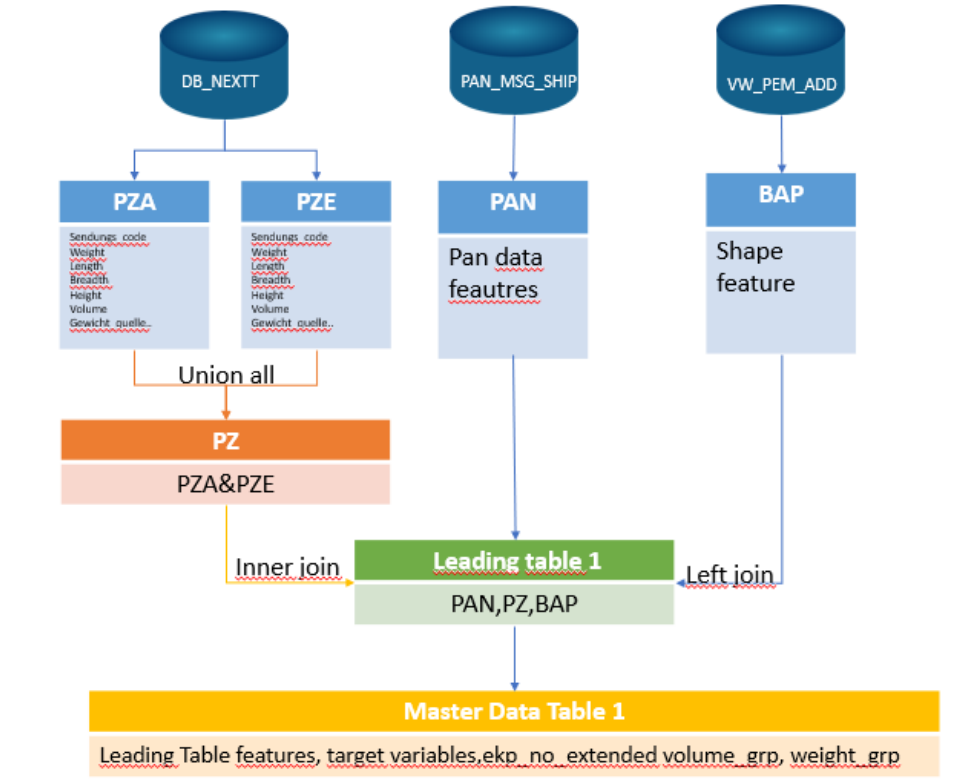 DB_NEXTT
PAN_MSG_SHIP
VW_PEM_ADD
PZA
PZE
PAN
BAP
Sendungs_code
Weight
Length
Breadth
Height
Volume
Gewicht_quelle..
Sendungs_code
Weight
Length
Breadth
Height
Volume
Gewicht_quelle..
Pan data
feautres
Shape
feature
Union all
PZ
PZA&PZE
Inner join
Leading table 1
Left join
PAN,PZ,BAP
Master Data Table 1
Leading Table features, target variables,ekp_no_extended volume_grp, weight_grp